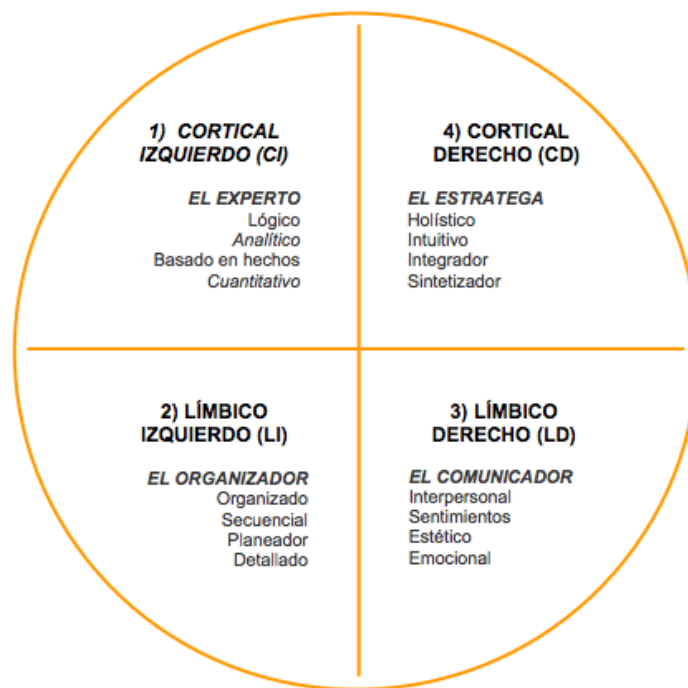 1) CORTICAL
IZQUIERDO (CI)
EL EXPERTO
Lógico
Analítico
Basado en hechos
Cuantitativo
4) CORTICAL
DERECHO (CD)
EL ESTRATEGA
Holístico
Intuitivo
Integrador
Sintetizador
2) LÍMBICO
IZQUIERDO (LI)
EL ORGANIZADOR
Organizado
Secuencial
Planeador
Detallado
3) LÍMBICO
DERECHO (LD)
EL COMUNICADOR
Interpersonal
Sentimientos
Estético
Emocional